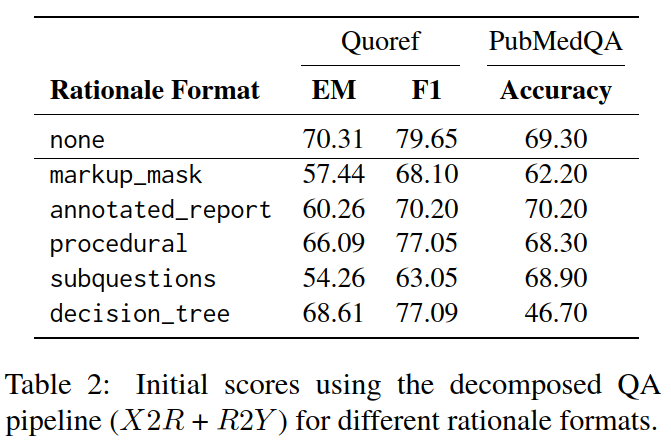 Quoref PubMedQA
Rationale Format EM F1 Accuracy
none 70.31 79.65 69.30
markup_mask 57.44 68.10 62.20
annotated_report 60.26 70.20 70.20
procedural 66.09 77.05 68.30
subquestions 54.26 63.05 68.90
decision_tree 68.61 77.09 46.70
Table 2: Initial scores using the decomposed QA
pipeline (X2R + R2Y) for different rationale formats.